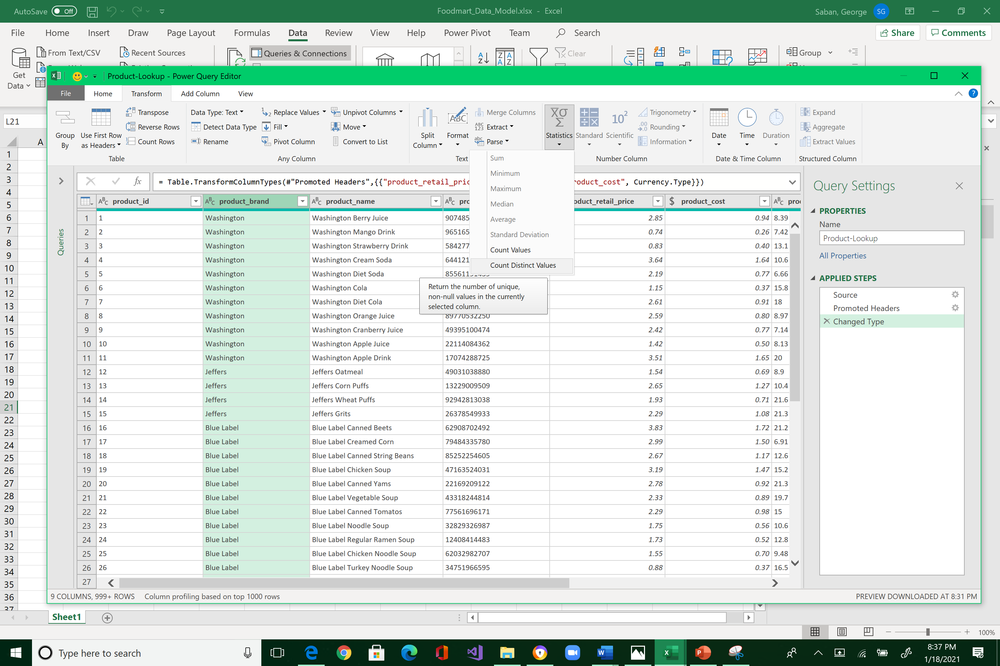 AutoSave Off
Foodmart_Data_Model.xlsx - Excel
Saban, George SG
File Home Insert Draw Page Layout Formulas Data Review View Help Power Pivot Team Search Share Comments
Get Data
From Text/CSV
Recent Sources
Queries & Connections
Clear
Group
Product-Lookup - Power Query Editor
File Home Transform Add Column View
Group By
Use First Row as Headers
Transpose
Reverse Rows
Count Rows
Table
Data Type: Text
Detect Data Type
Rename
Replace Values
Fill
Pivot Column
Unpivot Columns
Move
Convert to List
Any Column
Split Column
Format
Merge Columns
Extract
Parse
Text
Statistics
Standard
Scientific
Trigonometry
Rounding
Information
Number Column
Date
Time
Duration
Date & Time Column
Expand
Aggregate
Extract Values
Structured Column
Sum
Minimum
Maximum
Median
Average
Standard Deviation
Count Values
Count Distinct Values
Return the number of unique,
non-null values in the currently
selected column.
L21
A
Queries
fx = Table.TransformColumnTypes(#"Promoted Headers",{{"product_retail_pric roduct_cost", Currency.Type}})
product_id product_brand product_name pro oduct_retail_price $ product_cost pro
1 1 Washington Washington Berry Juice 907485 2.85 0.94 8.39
2 2 Washington Washington Mango Drink 965165 0.74 0.26 7.42
3 3 Washington Washington Strawberry Drink 584277 0.83 0.40 13.1
4 4 Washington Washington Cream Soda 644121 3.64 1.64 10.6
5 5 Washington Washington Diet Soda 2.19 0.77 6.66
6 6 Washington Washington Cola 1.15 0.37 15.8
7 7 Washington Washington Diet Cola 2.61 0.91 18
8 8 Washington Washington Orange Juice 89770532250 2.59 0.80 8.97
9 9 Washington Washington Cranberry Juice 49395100474 2.42 0.77 7.14
10 10 Washington Washington Apple Juice 22114084362 1.42 0.50 8.13
11 11 Washington Washington Apple Drink 17074288725 3.51 1.65 20
12 12 Jeffers Jeffers Oatmeal 49031038880 1.54 0.69 8.9
13 13 Jeffers Jeffers Corn Puffs 13229009509 2.65 1.27 10.4
14 14 Jeffers Jeffers Wheat Puffs 92942813038 1.93 0.71 21.6
15 15 Jeffers Jeffers Grits 26378549933 2.29 1.08 21.3
16 16 Blue Label Blue Label Canned Beets 62908702492 3.83 1.72 21.2
17 17 Blue Label Blue Label Creamed Corn 79484335780 2.99 1.50 6.91
18 18 Blue Label Blue Label Canned String Beans 85252254605 2.67 1.17 12.6
19 19 Blue Label Blue Label Chicken Soup 47163524031 3.19 1.47 15.2
20 20 Blue Label Blue Label Canned Yams 22169209122 2.78 0.92 21.3
21 21 Blue Label Blue Label Vegetable Soup 43318244814 2.33 0.89 19.7
22 22 Blue Label Blue Label Canned Tomatos 77561696171 2.29 0.98 15
23 23 Blue Label Blue Label Noodle Soup 32829326987 1.75 0.56 10.6
24 24 Blue Label Blue Label Regular Ramen Soup 12408414483 1.73 0.52 12.8
25 25 Blue Label Blue Label Chicken Noodle Soup 62032982707 1.55 0.70 9.48
26 26 Blue Label Blue Label Turkey Noodle Soup 34751966595 0.88 0.37 16.5
27
Query Settings
PROPERTIES
Name
Product-Lookup
All Properties
APPLIED STEPS
Source
Promoted Headers
Changed Type
9 COLUMNS, 999+ ROWS Column profiling based on top 1000 rows
PREVIEW DOWNLOADED AT 8:31 PM
1
2
3
4
5
6
7
8
9
10
11
12
13
14
15
16
17
18
19
20
21
22
23
24
25
26
27
28
29
30
31
32
33
34
35
36
37
Sheet1
100%
Type here to search
8:37 PM
1/18/2021